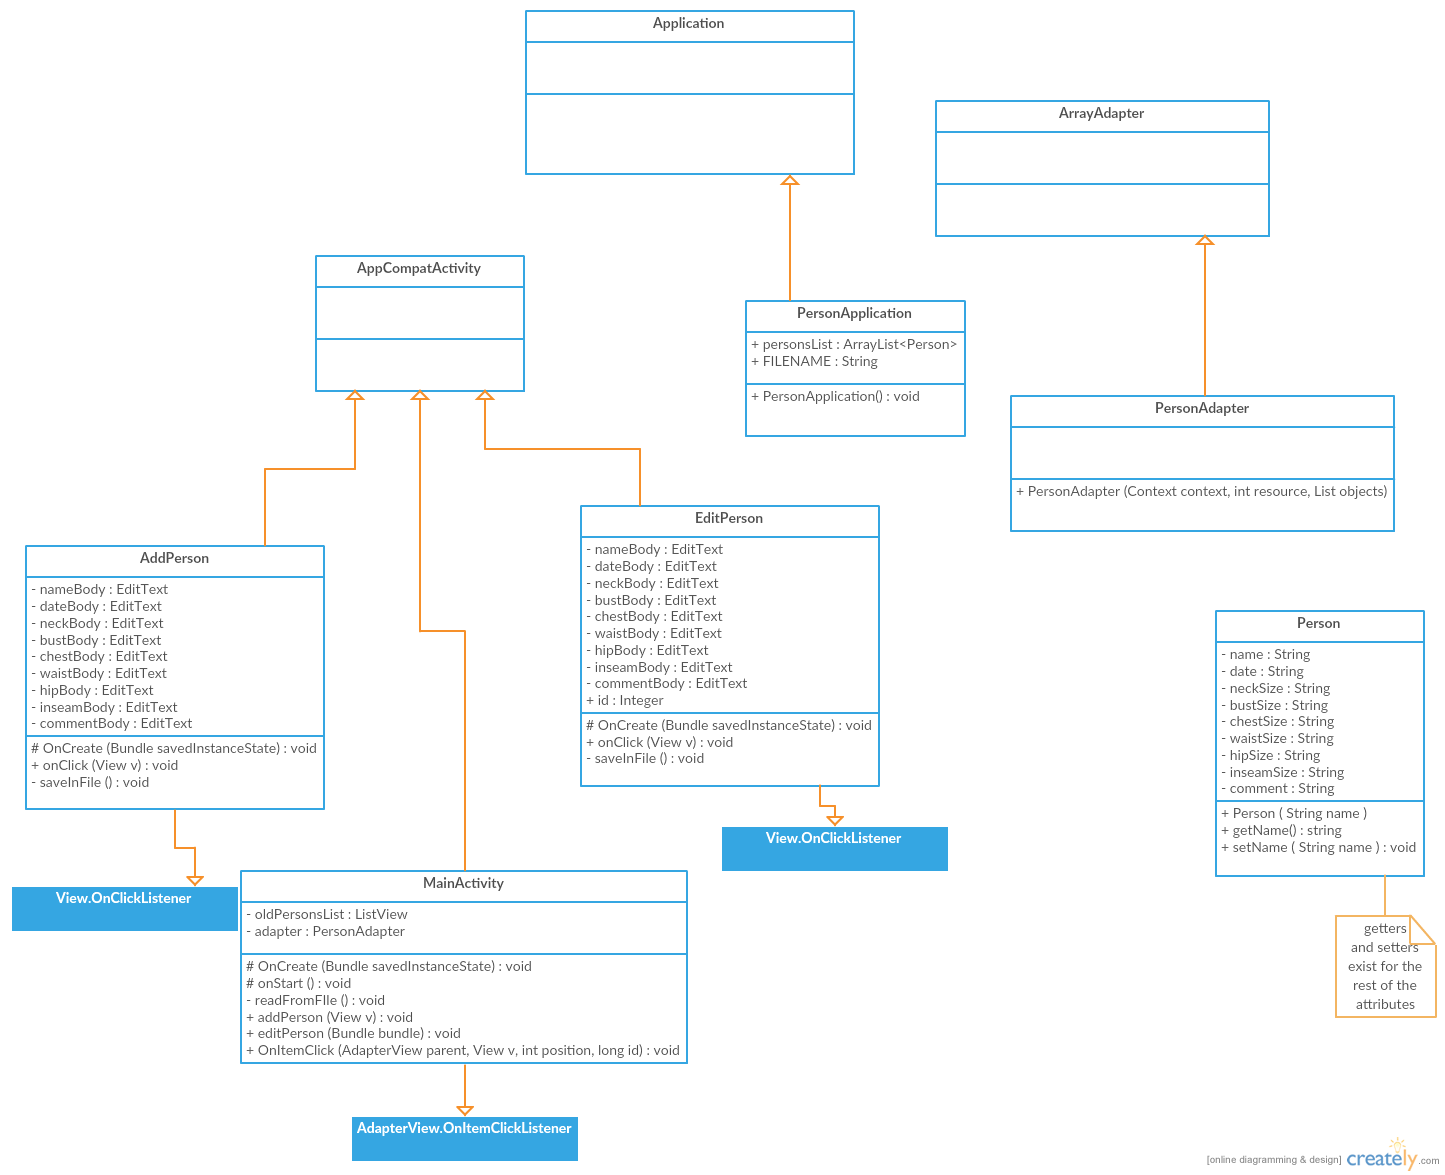 Application
ArrayAdapter
AppCompatActivity
PersonApplication
+ personsList : ArrayList<Person>
+ FILENAME : String
+ PersonApplication() : void
PersonAdapter
+ PersonAdapter (Context context, int resource, List objects)
EditPerson
- nameBody : EditText
- dateBody : EditText
- neckBody : EditText
- bustBody : EditText
- chestBody : EditText
- waistBody : EditText
- hipBody : EditText
- inseamBody : EditText
- commentBody : EditText
+ id : Integer
# OnCreate (Bundle savedInstanceState) : void
+ onClick (View v) : void
- saveInFile () : void
AddPerson
- nameBody : EditText
- dateBody : EditText
- neckBody : EditText
- bustBody : EditText
- chestBody : EditText
- waistBody : EditText
- hipBody : EditText
- inseamBody : EditText
- commentBody : EditText
# OnCreate (Bundle savedInstanceState) : void
+ onClick (View v) : void
- saveInFile () : void
Person
- name : String
- date : String
- neckSize : String
- bustSize : String
- chestSize : String
- waistSize : String
- hipSize : String
- inseamSize : String
- comment : String
+ Person ( String name )
+ getName() : string
+ setName ( String name ) : void
View.OnClickListener
View.OnClickListener
MainActivity
- oldPersonsList : ListView
- adapter : PersonAdapter
# OnCreate (Bundle savedInstanceState) : void
# onStart () : void
- readFromFIle () : void
+ addPerson (View v) : void
+ editPerson (Bundle bundle) : void
+ OnItemClick (AdapterView parent, View v, int position, long id) : void
getters
and setters
exist for the
rest of the
attributes
AdapterView.OnItemClickListener
[online diagramming & design] creately.com